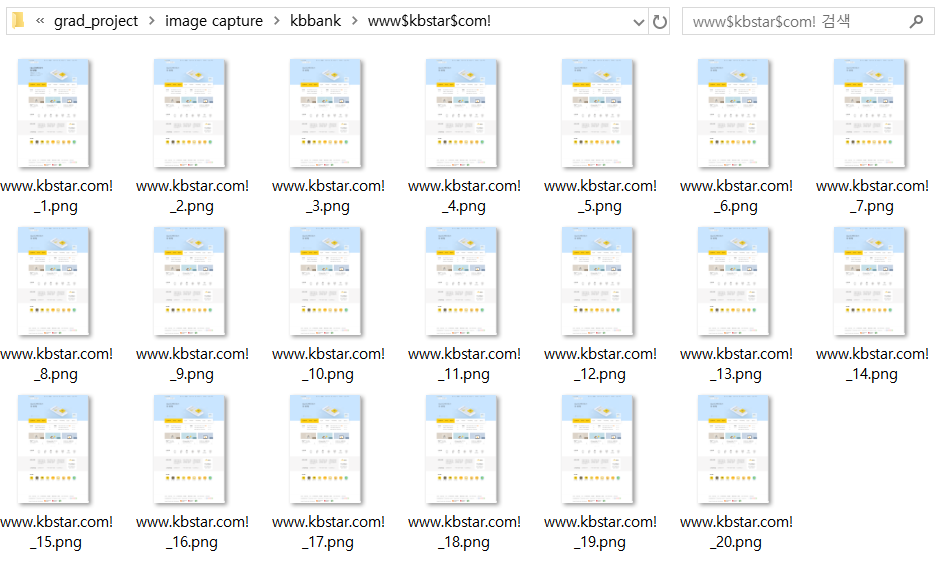 « grad_project > image capture > kbbank > www$kbstar$com!
www$kbstar$com! 검색
www.kbstar.com!
_1.png
www.kbstar.com!
_2.png
www.kbstar.com!
_3.png
www.kbstar.com!
_4.png
www.kbstar.com!
_5.png
www.kbstar.com!
_6.png
www.kbstar.com!
_7.png
www.kbstar.com!
_8.png
www.kbstar.com!
_9.png
www.kbstar.com!
_10.png
www.kbstar.com!
_11.png
www.kbstar.com!
_12.png
www.kbstar.com!
_13.png
www.kbstar.com!
_14.png
www.kbstar.com!
_15.png
www.kbstar.com!
_16.png
www.kbstar.com!
_17.png
www.kbstar.com!
_18.png
www.kbstar.com!
_19.png
www.kbstar.com!
_20.png